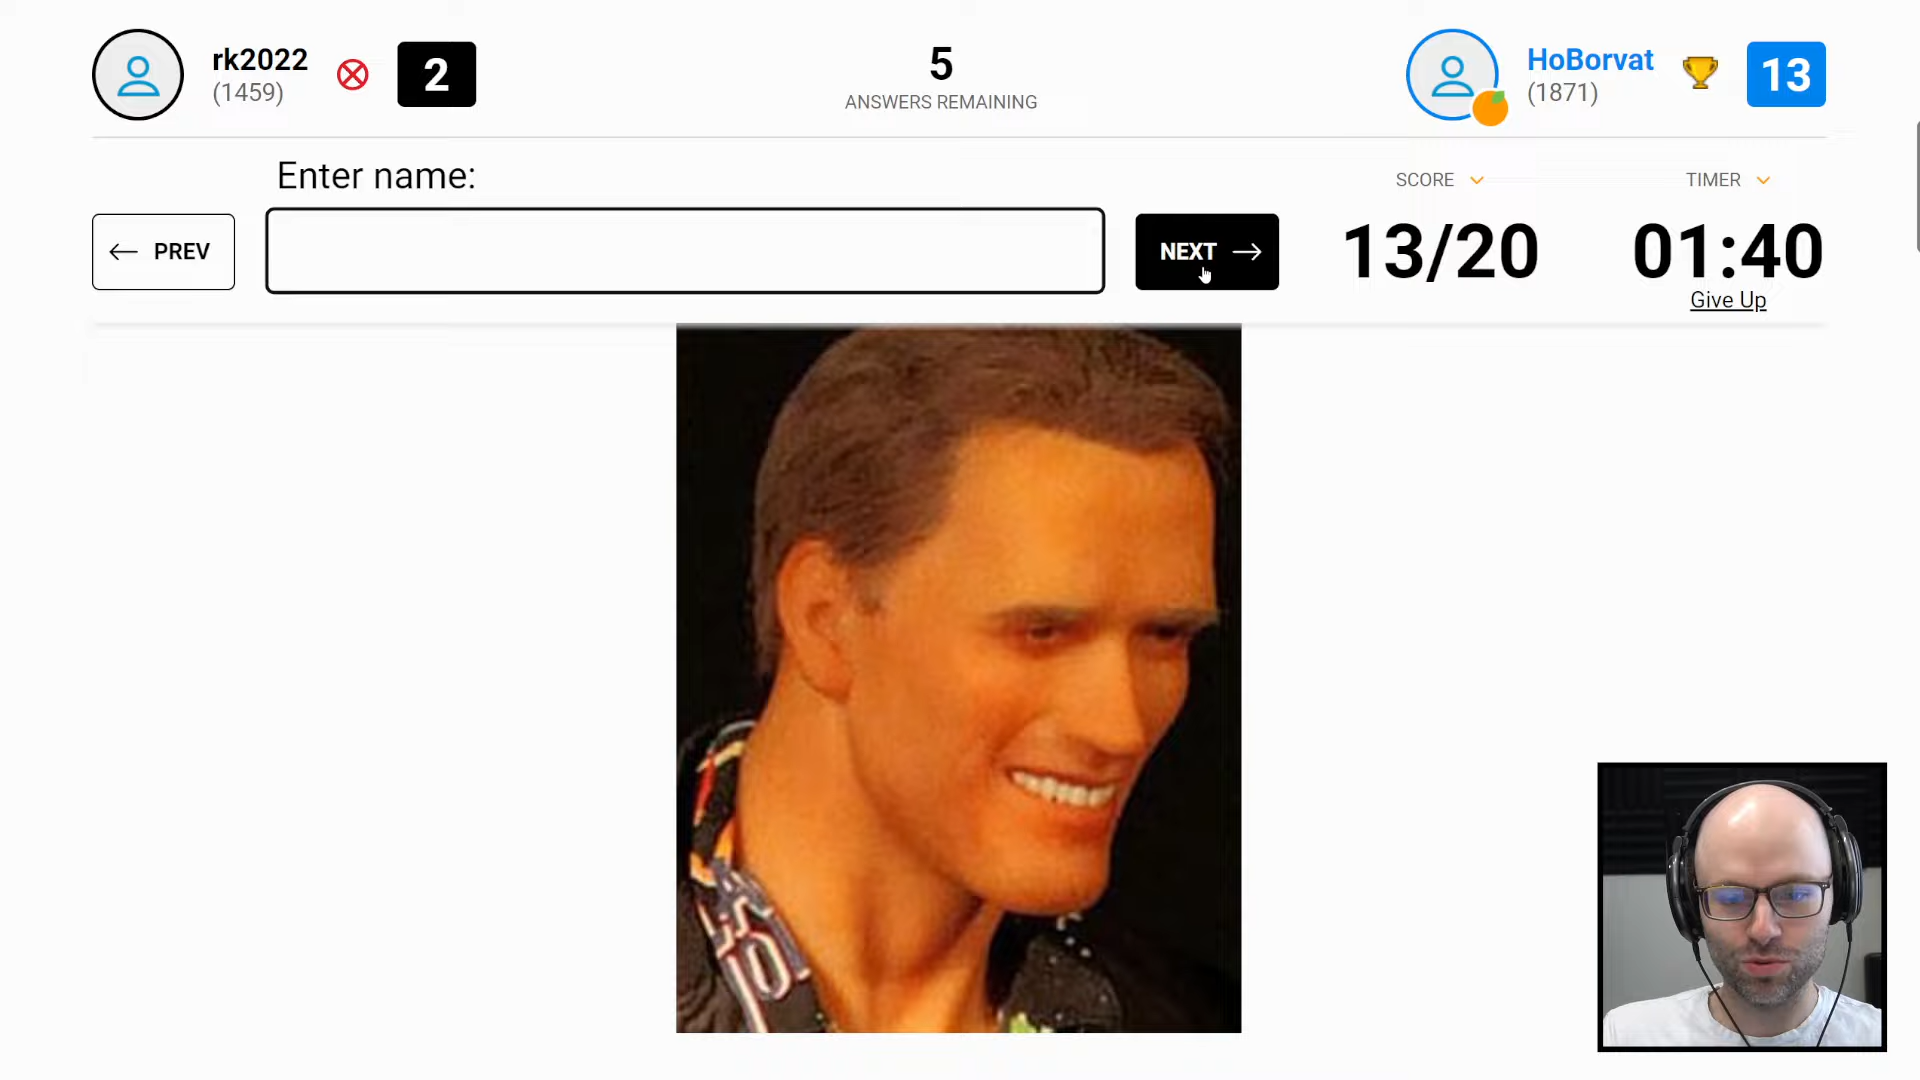 rk2022
(1459)
2
5
ANSWERS REMAINING
HoBorvat
(1871)
13
Enter name:
SCORE
TIMER
PREV
NEXT
13/20
01:40
Give Up